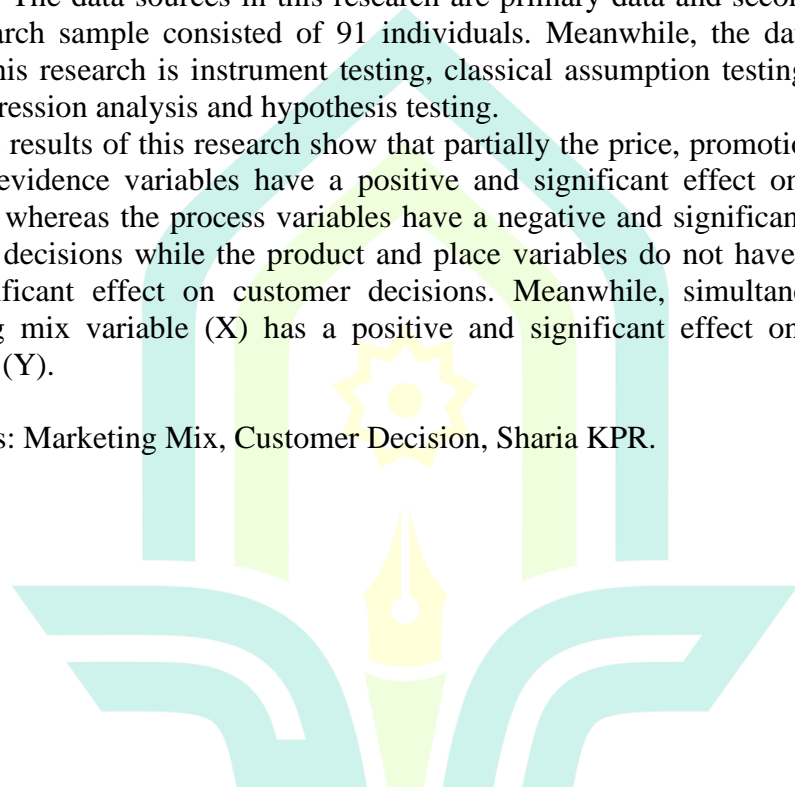 The data sources in this research are primary data and secon
arch sample consisted of 91 individuals. Meanwhile, the dat
his research is instrument testing, classical assumption testing
ression analysis and hypothesis testing.
results of this research show that partially the price, promotio
evidence variables have a positive and significant effect on
whereas the process variables have a negative and significan
decisions while the product and place variables do not have
ificant effect on customer decisions. Meanwhile, simultan
g mix variable (X) has a positive and significant effect on
(Y).
s: Marketing Mix, Customer Decision, Sharia KPR.